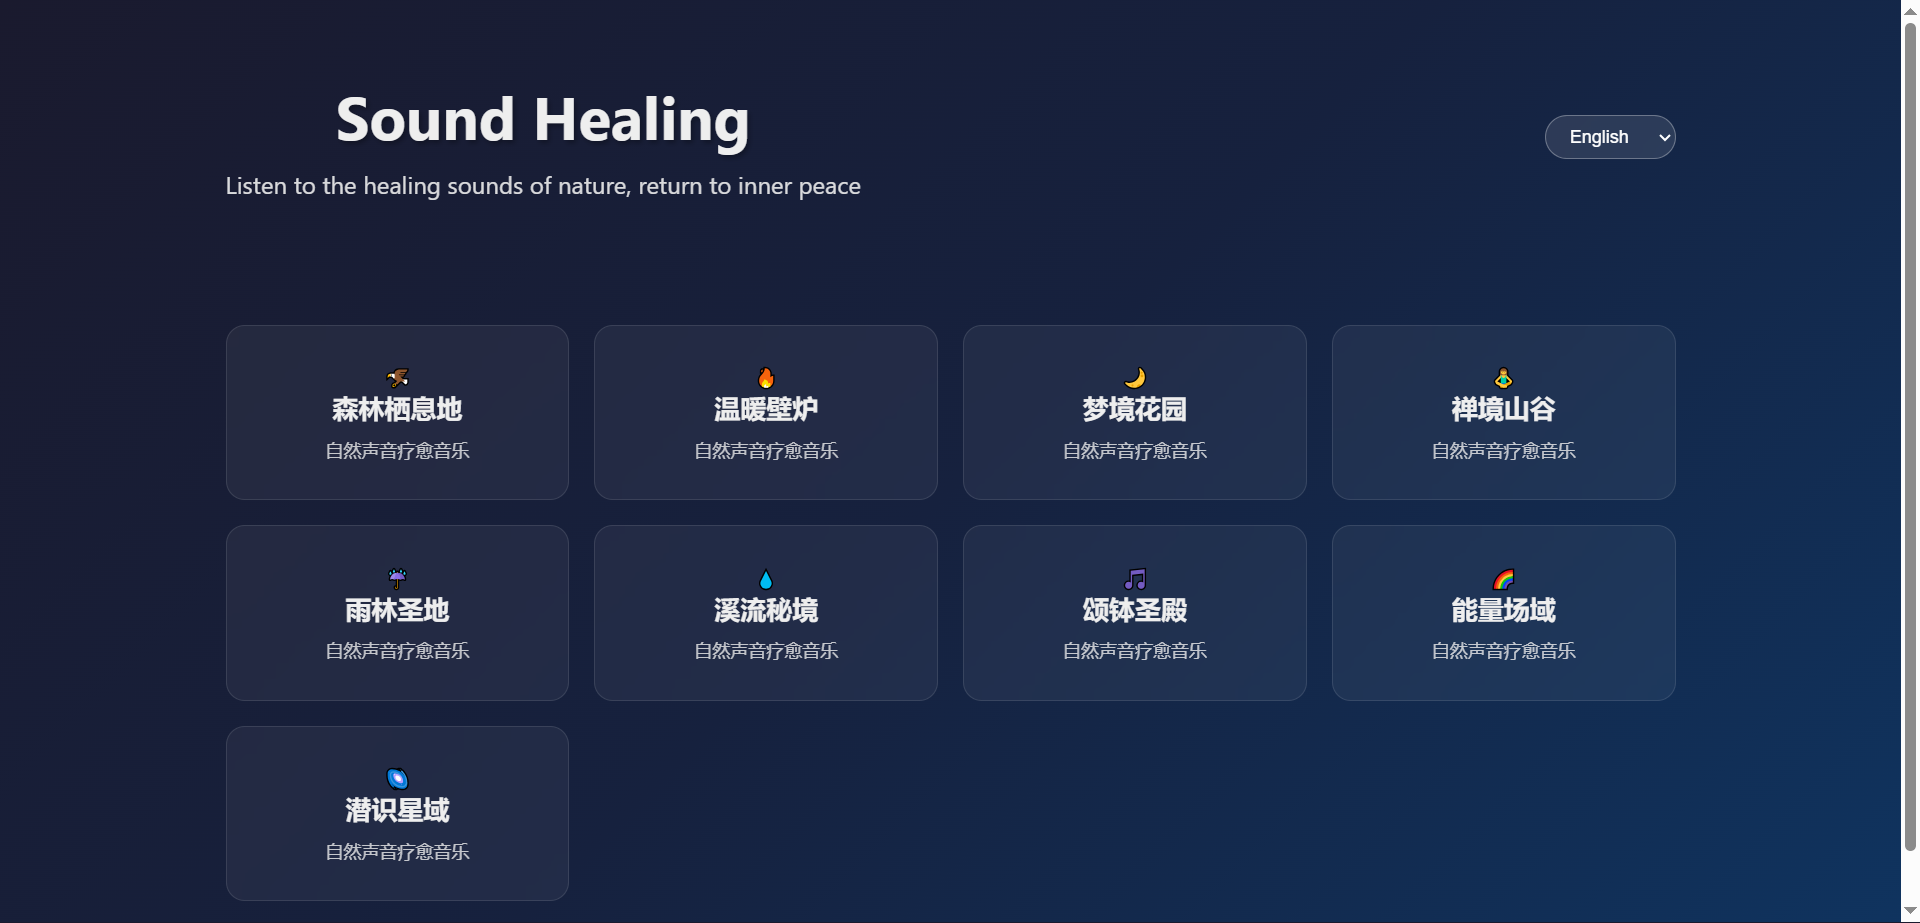 Sound Healing
English
Listen to the healing sounds of nature, return to inner peace
森林栖息地
自然声音疗愈音乐
温暖壁炉
自然声音疗愈音乐
梦境花园
自然声音疗愈音乐
禅境山谷
自然声音疗愈音乐
雨林圣地
自然声音疗愈音乐
溪流秘境
自然声音疗愈音乐
颂钵圣殿
自然声音疗愈音乐
能量场域
自然声音疗愈音乐
潜识星域
自然声音疗愈音乐